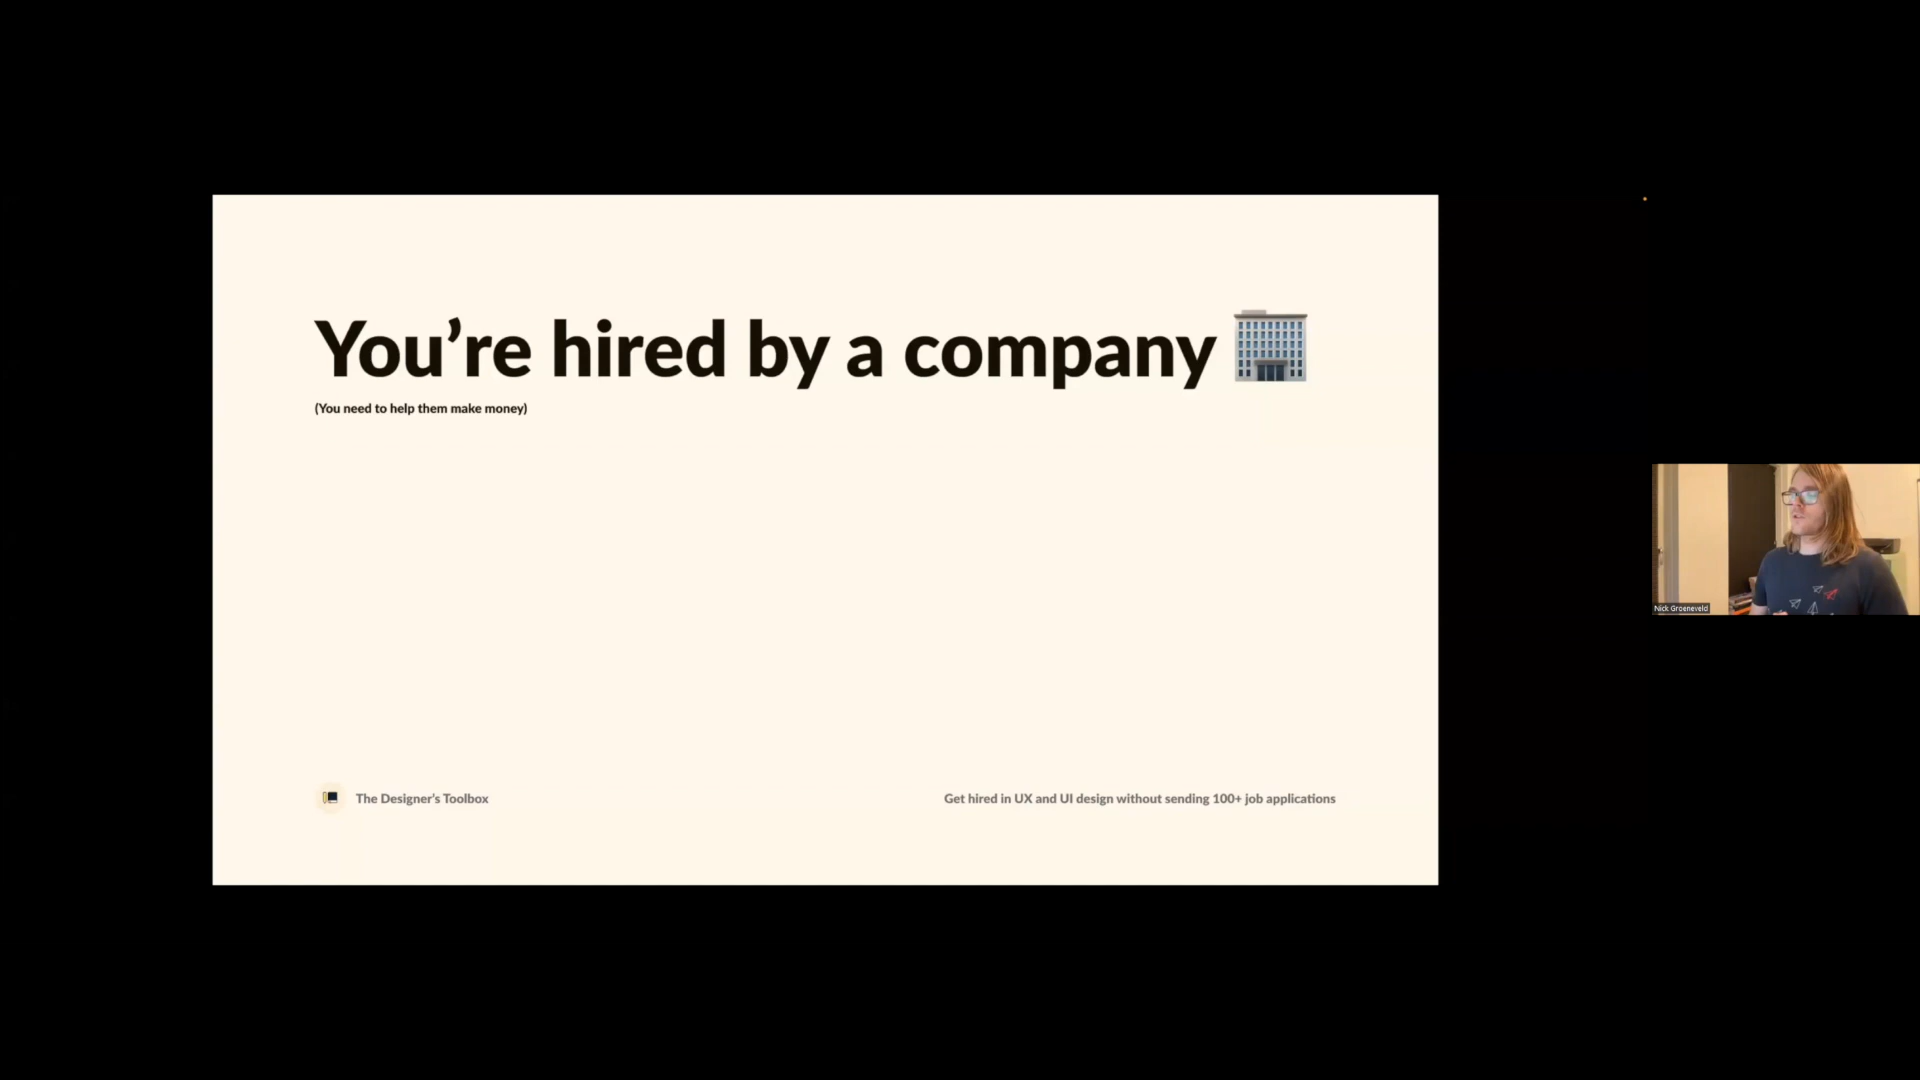 You’re hired by a company
(You need to help them make money)
The Designer’s Toolbox
Get hired in UX and UI design without sending 100+ job applications
Nick Groeneveld